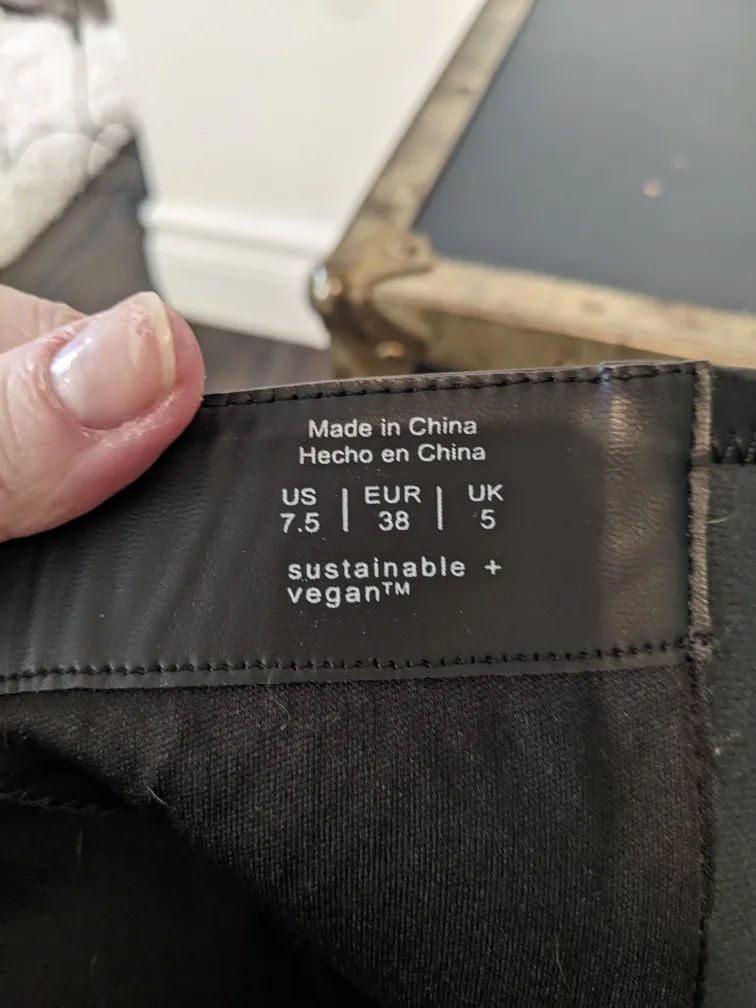 Made in China
Hecho en China
US | EUR | UK
7.5 | 38 | 5
sustainable +
vegan™